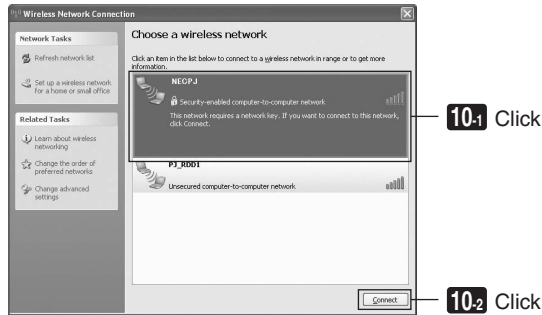 Wireless Network Connection
Network Tasks
Refresh network list
Set up a wireless network
for a home or small office
Related Tasks
Learn about wireless
networking
Change the order of
preferred networks
Change advanced
settings
Choose a wireless network
Click an item in the list below to connect to a wireless network in range or to get more
information.
NECPJ
Security-enabled computer-to-computer network
This network requires a network key. If you want to connect to this network,
click Connect.
PJ_RDD1
Unsecured computer-to-computer network
Connect
10-1 Click
10-2 Click